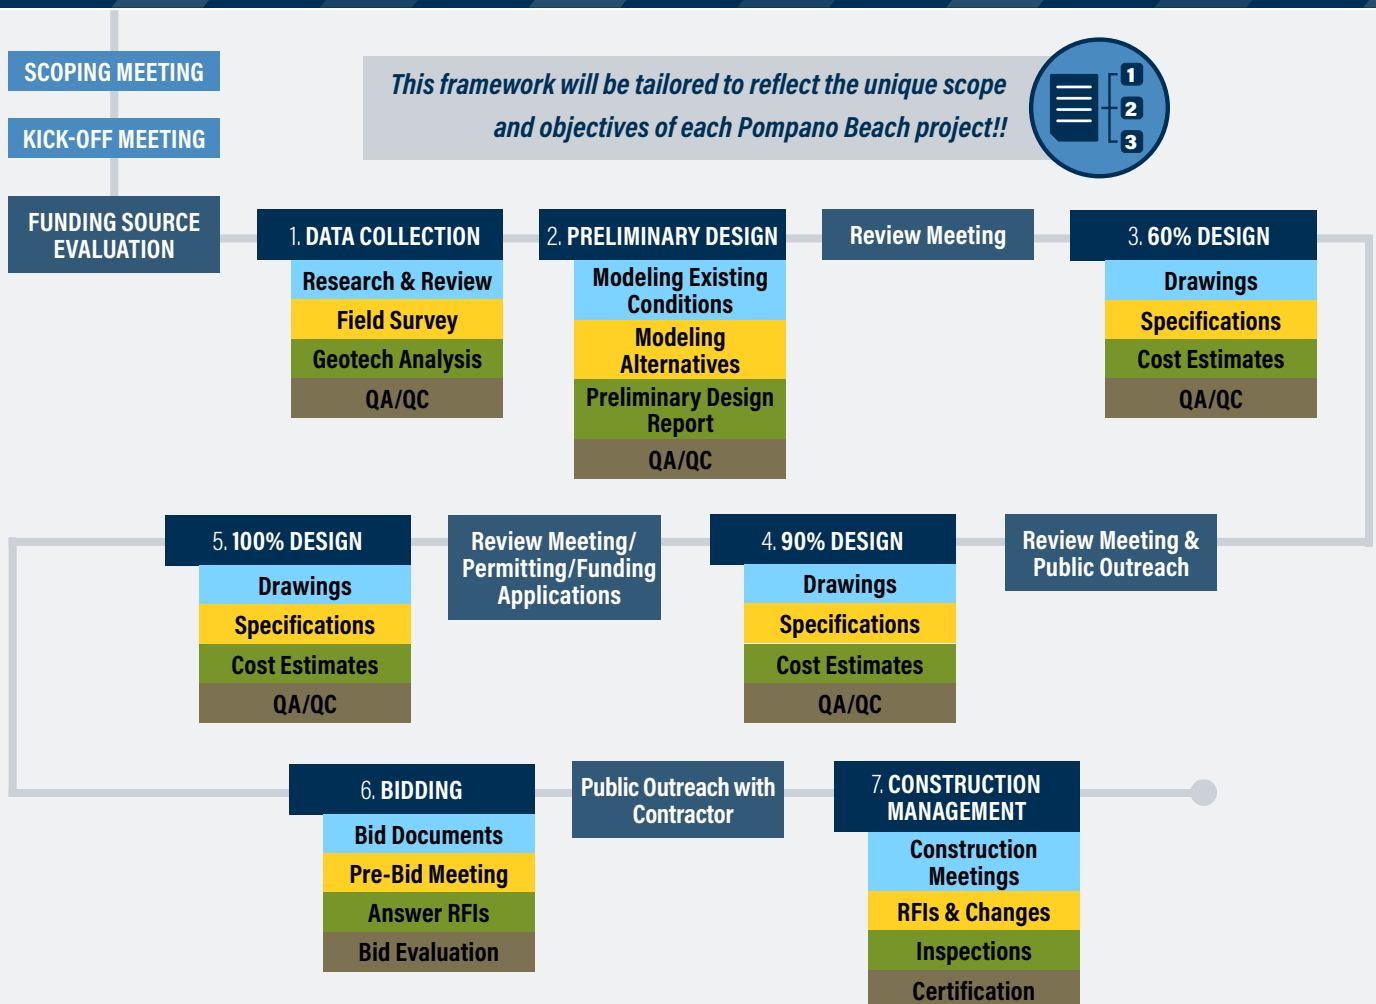 SCOPING MEETING
KICK-OFF MEETING
This framework will be tailored to reflect the unique scope
and objectives of each Pompano Beach project!!
1
2
3
FUNDING SOURCE
EVALUATION
1. DATA COLLECTION
Research & Review
Field Survey
Geotech Analysis
QA/QC
2. PRELIMINARY DESIGN
Modeling Existing
Conditions
Modeling
Alternatives
Preliminary Design
Report
QA/QC
Review Meeting
3. 60% DESIGN
Drawings
Specifications
Cost Estimates
QA/QC
Review Meeting &
Public Outreach
4. 90% DESIGN
Drawings
Specifications
Cost Estimates
QA/QC
Review Meeting/
Permitting/Funding
Applications
5. 100% DESIGN
Drawings
Specifications
Cost Estimates
QA/QC
6. BIDDING
Bid Documents
Pre-Bid Meeting
Answer RFIs
Bid Evaluation
Public Outreach with
Contractor
7. CONSTRUCTION
MANAGEMENT
Construction
Meetings
RFIs & Changes
Inspections
Certification